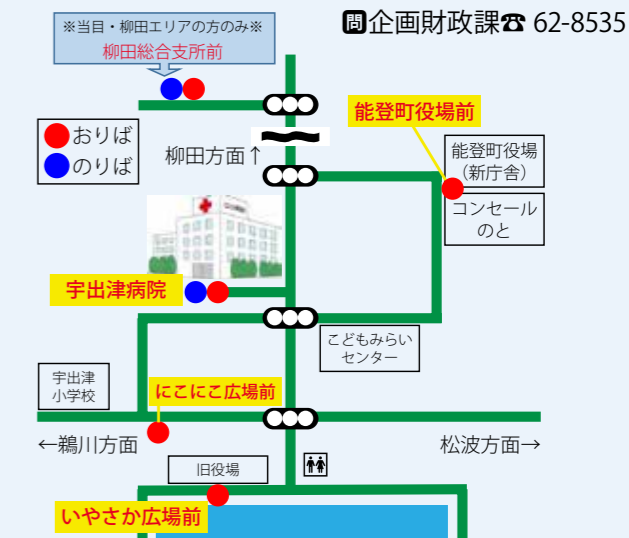 問企画財政課☎ 62-8535
※当目・柳田エリアの方のみ※
柳田総合支所前
おりば
のりば
柳田方面↑
能登町役場前
能登町役場
(新庁舎)
コンセール
のと
宇出津病院
こどもみらい
センター
宇出津
小学校
にこにこ広場前
←鵜川方面
松波方面→
旧役場
いやさか広場前